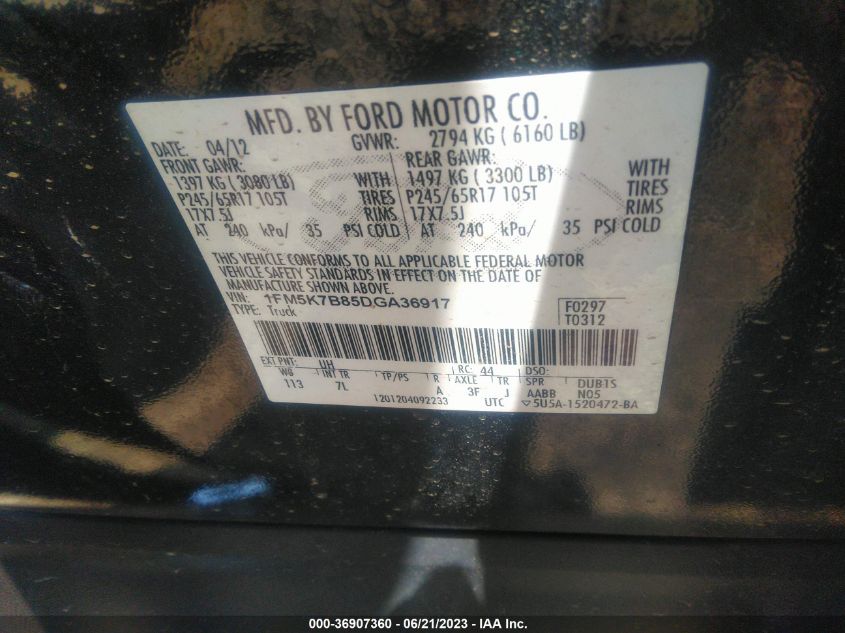 MFD. BY FORD MOTOR CO.
DATE: 04/12 GVWR: 2794 KG ( 6160 LB)
FRONT GAWR: REAR GAWR:
1397 KG ( 3080 LB) WITH 1497 KG ( 3300 LB) WITH
P245/65R17 105T TIRES P245/65R17 105T TIRES
17X7.5J RIMS 17X7.5J RIMS
AT 240 kPa/ 35 PSI COLD AT 240 kPa/ 35 PSI COLD
THIS VEHICLE CONFORMS TO ALL APPLICABLE FEDERAL MOTOR
VEHICLE SAFETY STANDARDS IN EFFECT ON THE DATE OF
MANUFACTURE SHOWN ABOVE.
VIN: 1FM5K7B85DGA36917 F0297
TYPE: Truck T0312
EXT PNT: UH RC: 44 DSO:
WB INT TR TP/PS R AXLE TR SPR DUB1S
113 7L A 3F J AABB N05
1201204092233 UTC 5U5A-1520472-BA
000-36907360 - 06/21/2023 - IAA Inc.